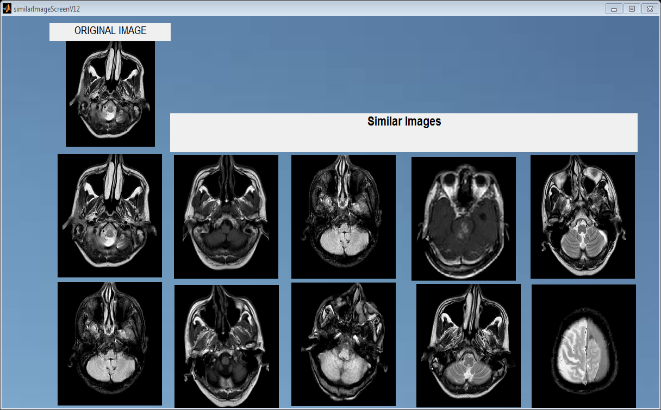 similarImageScreenV12
ORIGINAL IMAGE
Similar Images